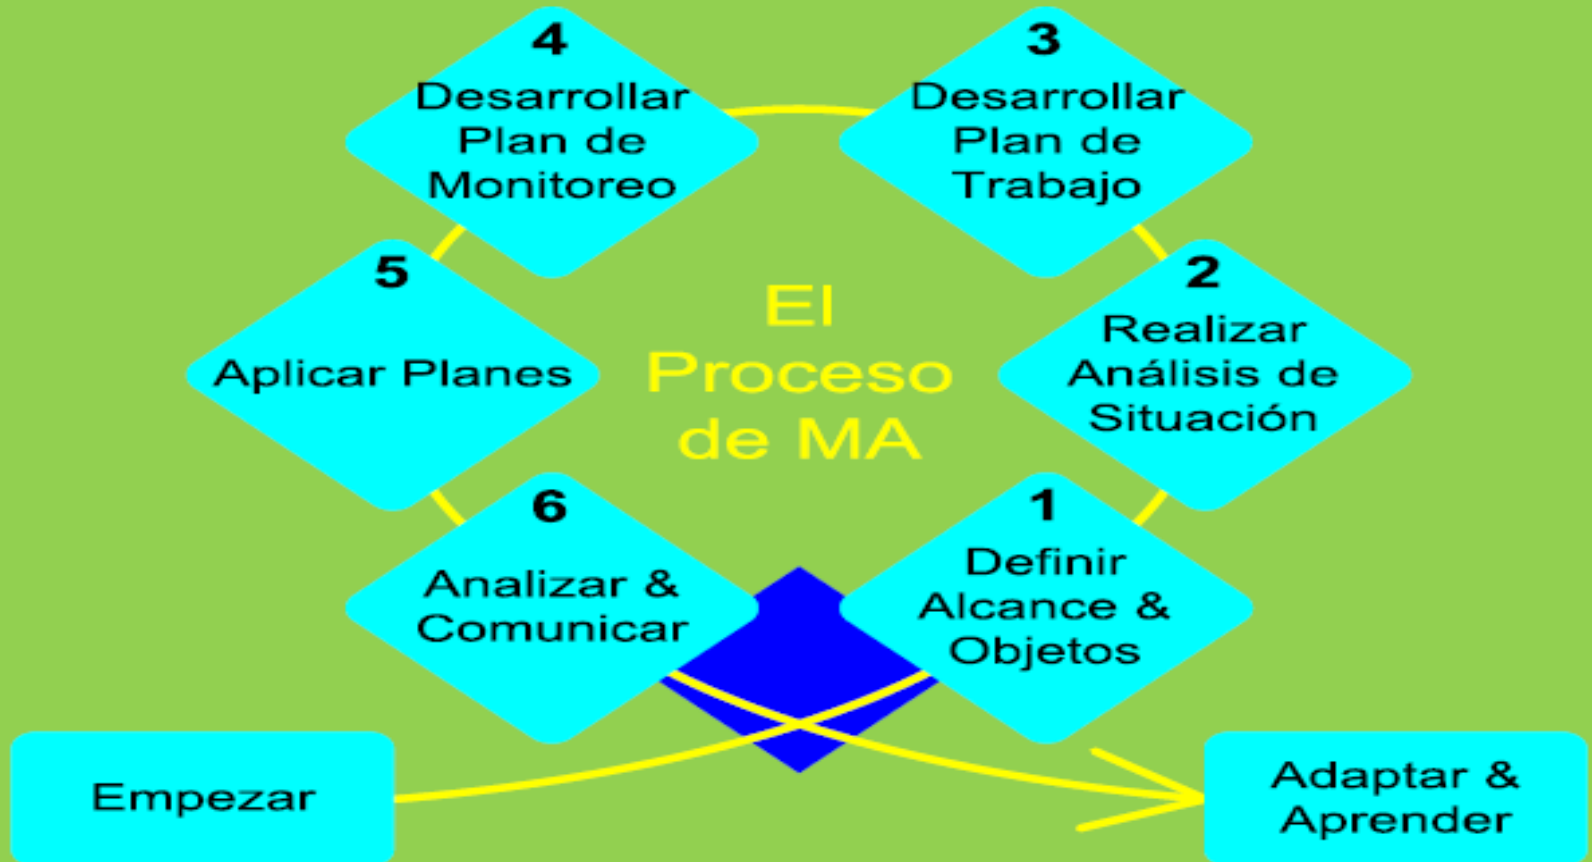 4
Desarrollar
Plan de
Monitoreo
3
Desarrollar
Plan de
Trabajo
5
Aplicar Planes
El
Proceso
de MA
2
Realizar
Análisis de
Situación
6
Analizar &
Comunicar
1
Definir
Alcance &
Objetos
Empezar
Adaptar &
Aprender